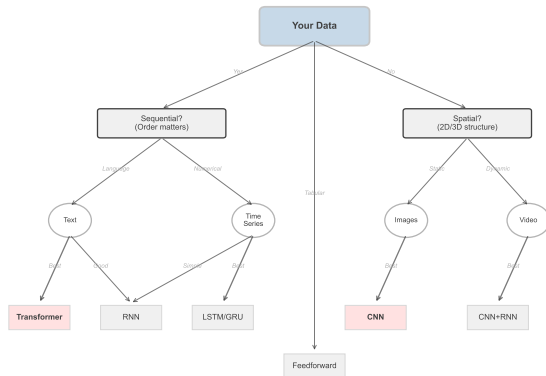 Your Data
Yes
No
Sequential?
(Order matters)
Spatial?
(2D/3D structure)
Language
Numerical
Tabular
Static
Dynamic
Text
Time
Series
Images
Video
Best
Good
Simple
Best
Best
Best
Transformer
RNN
LSTM/GRU
CNN
CNN+RNN
Feedforward